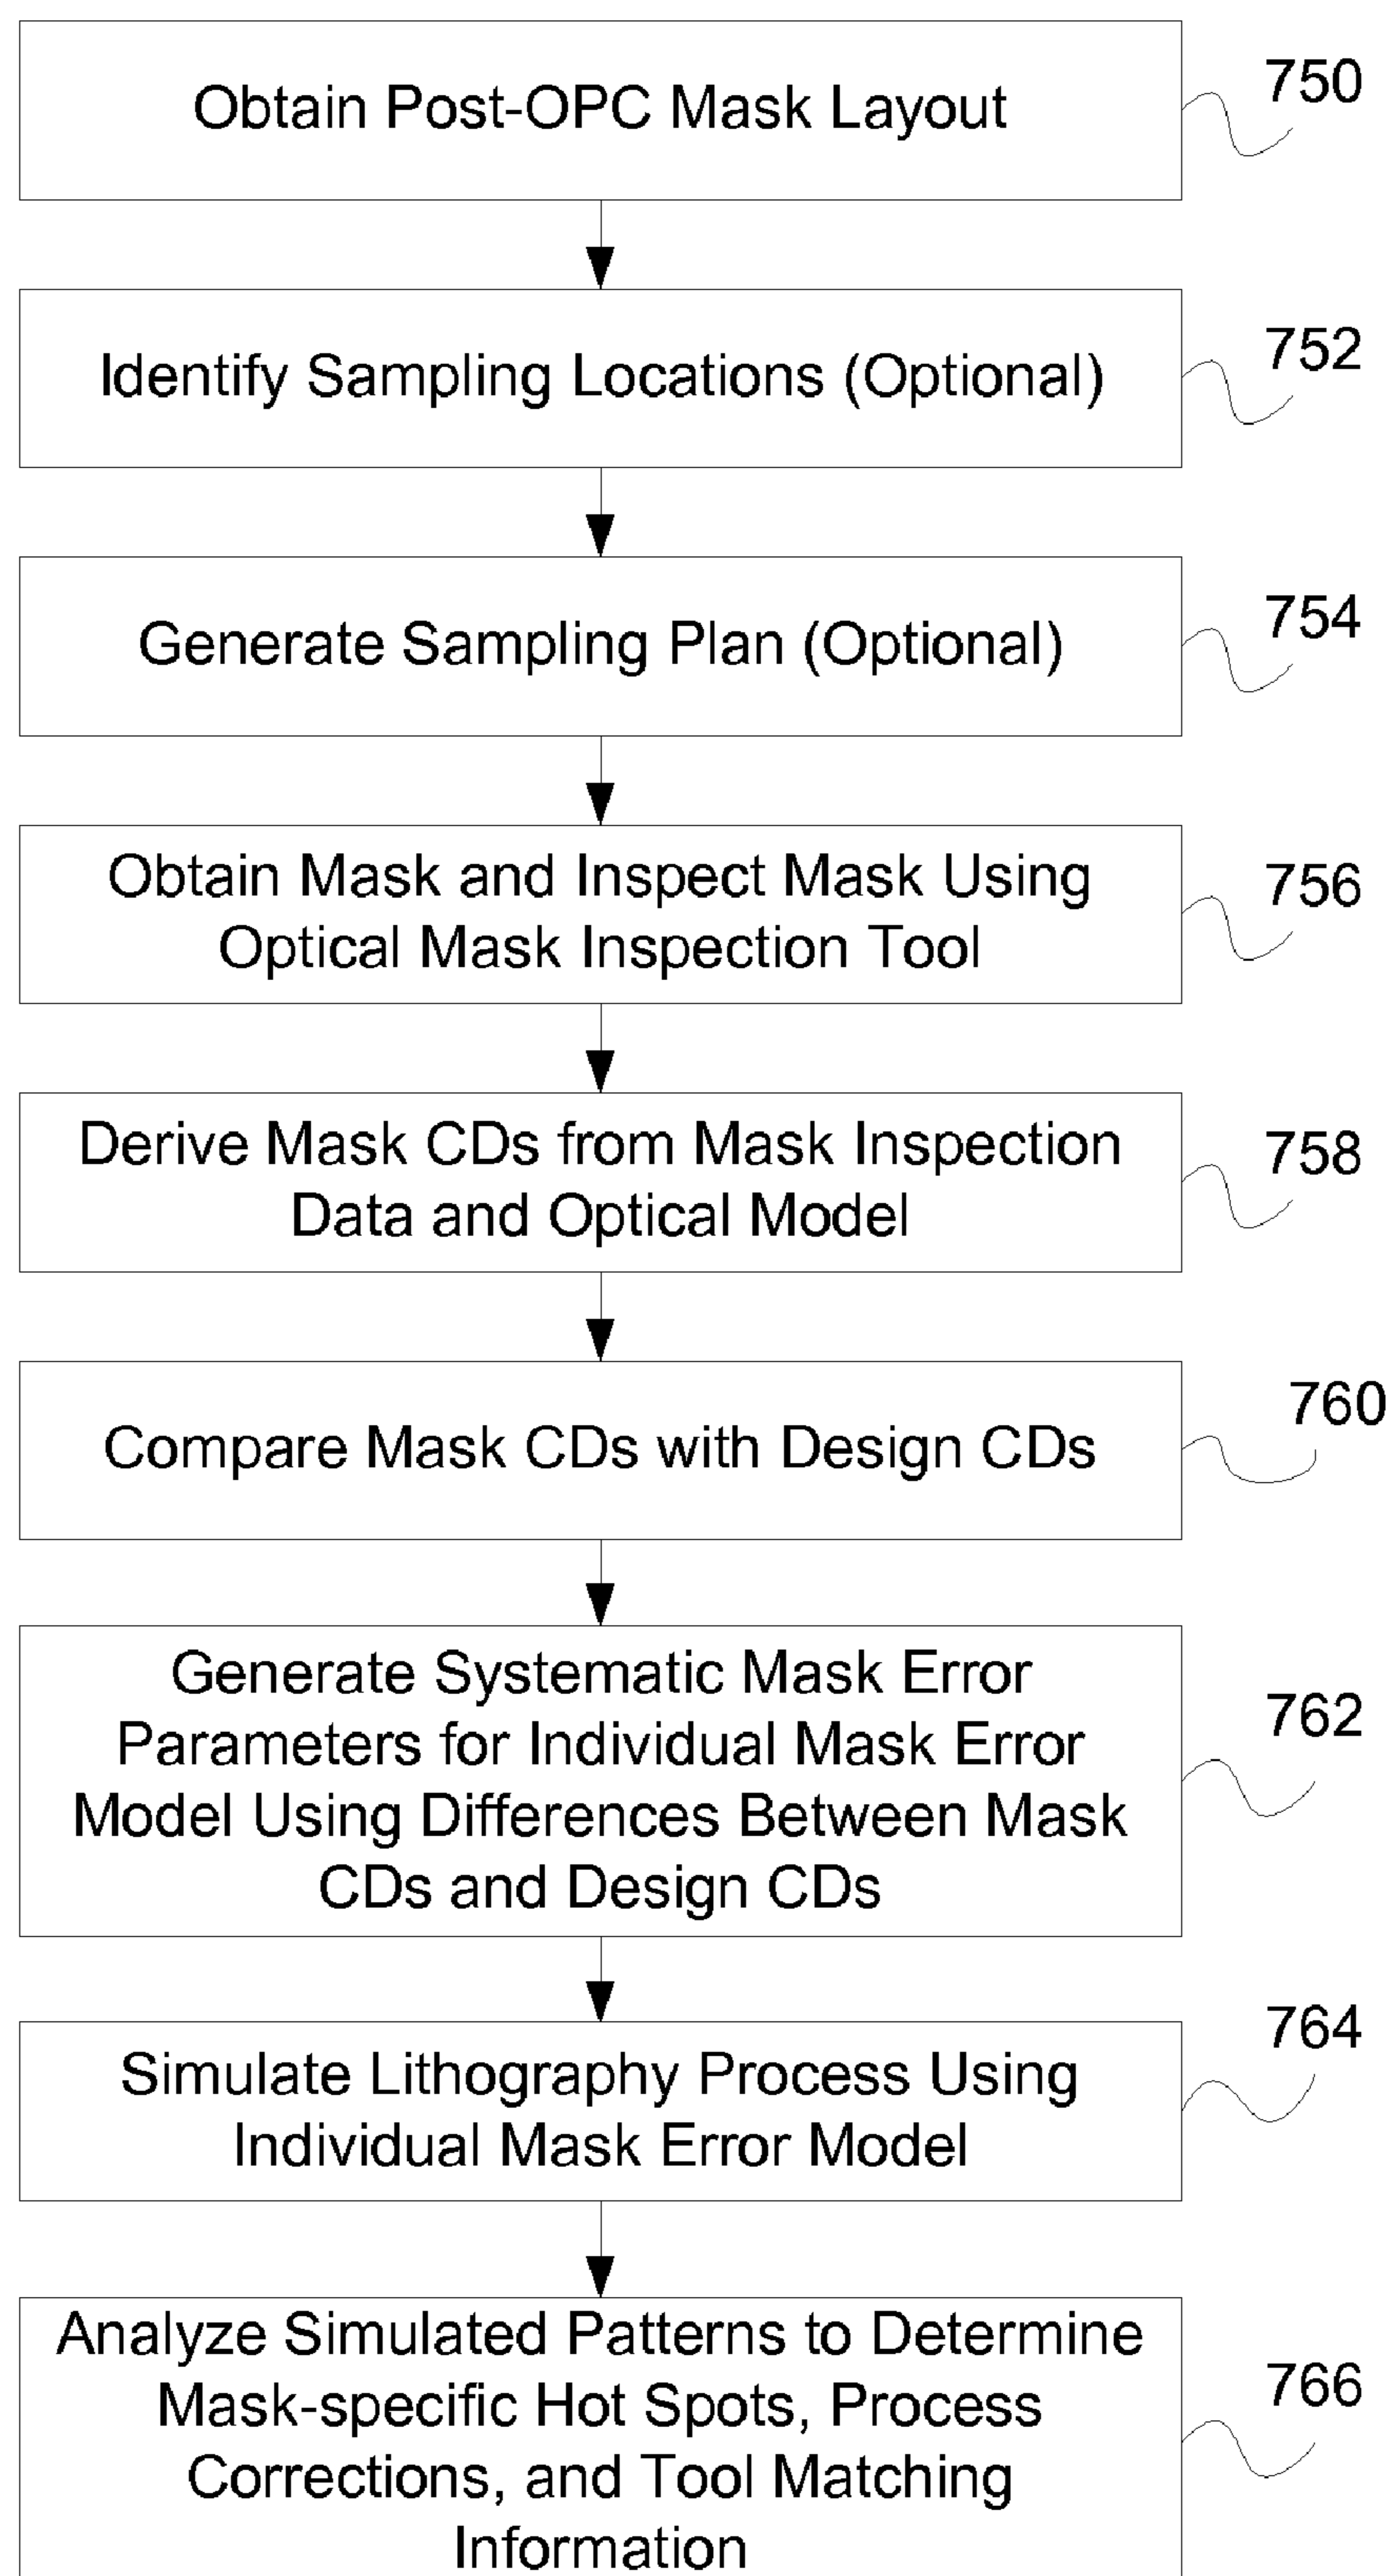 Obtain Post-OPC Mask Layout
750
Identify Sampling Locations (Optional)
752
Generate Sampling Plan (Optional)
754
Obtain Mask and Inspect Mask Using
Optical Mask Inspection Tool
756
Derive Mask CDs from Mask Inspection
Data and Optical Model
758
Compare Mask CDs with Design CDs
760
Generate Systematic Mask Error
Parameters for Individual Mask Error
Model Using Differences Between Mask
CDs and Design CDs
762
Simulate Lithography Process Using
Individual Mask Error Model
764
Analyze Simulated Patterns to Determine
Mask-specific Hot Spots, Process
Corrections, and Tool Matching
Information
766